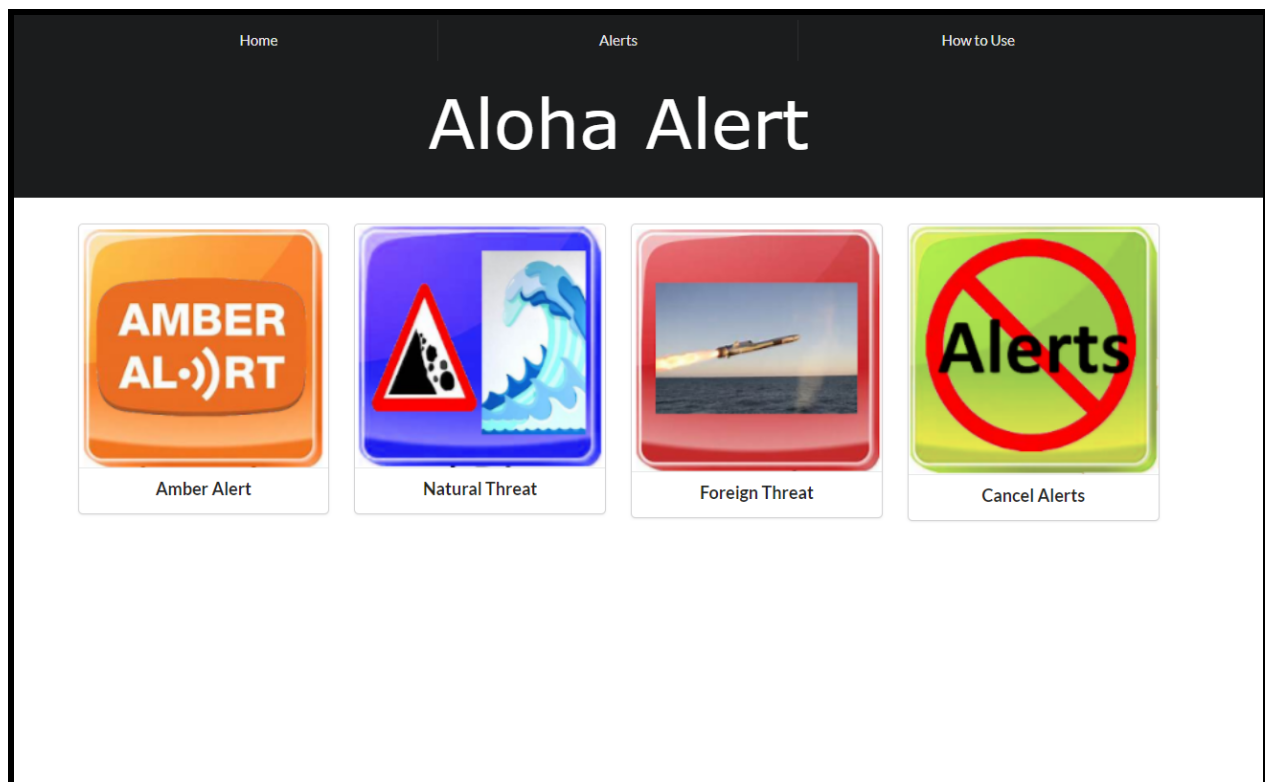 Home
Alerts
How to Use
Aloha Alert
AMBER
AL·))RT
Alerts
Amber Alert
Natural Threat
Foreign Threat
Cancel Alerts